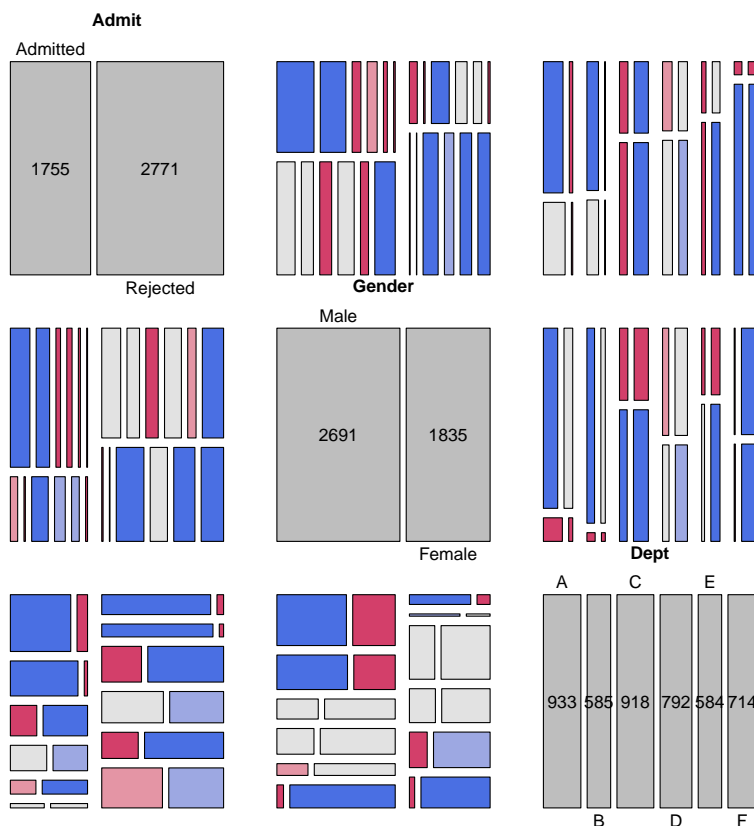 Admit
Admitted
1755 2771
Rejected
Gender
Male
2691 1835
Female
Dept
A C E
933 585 918 792 584 714
B D F